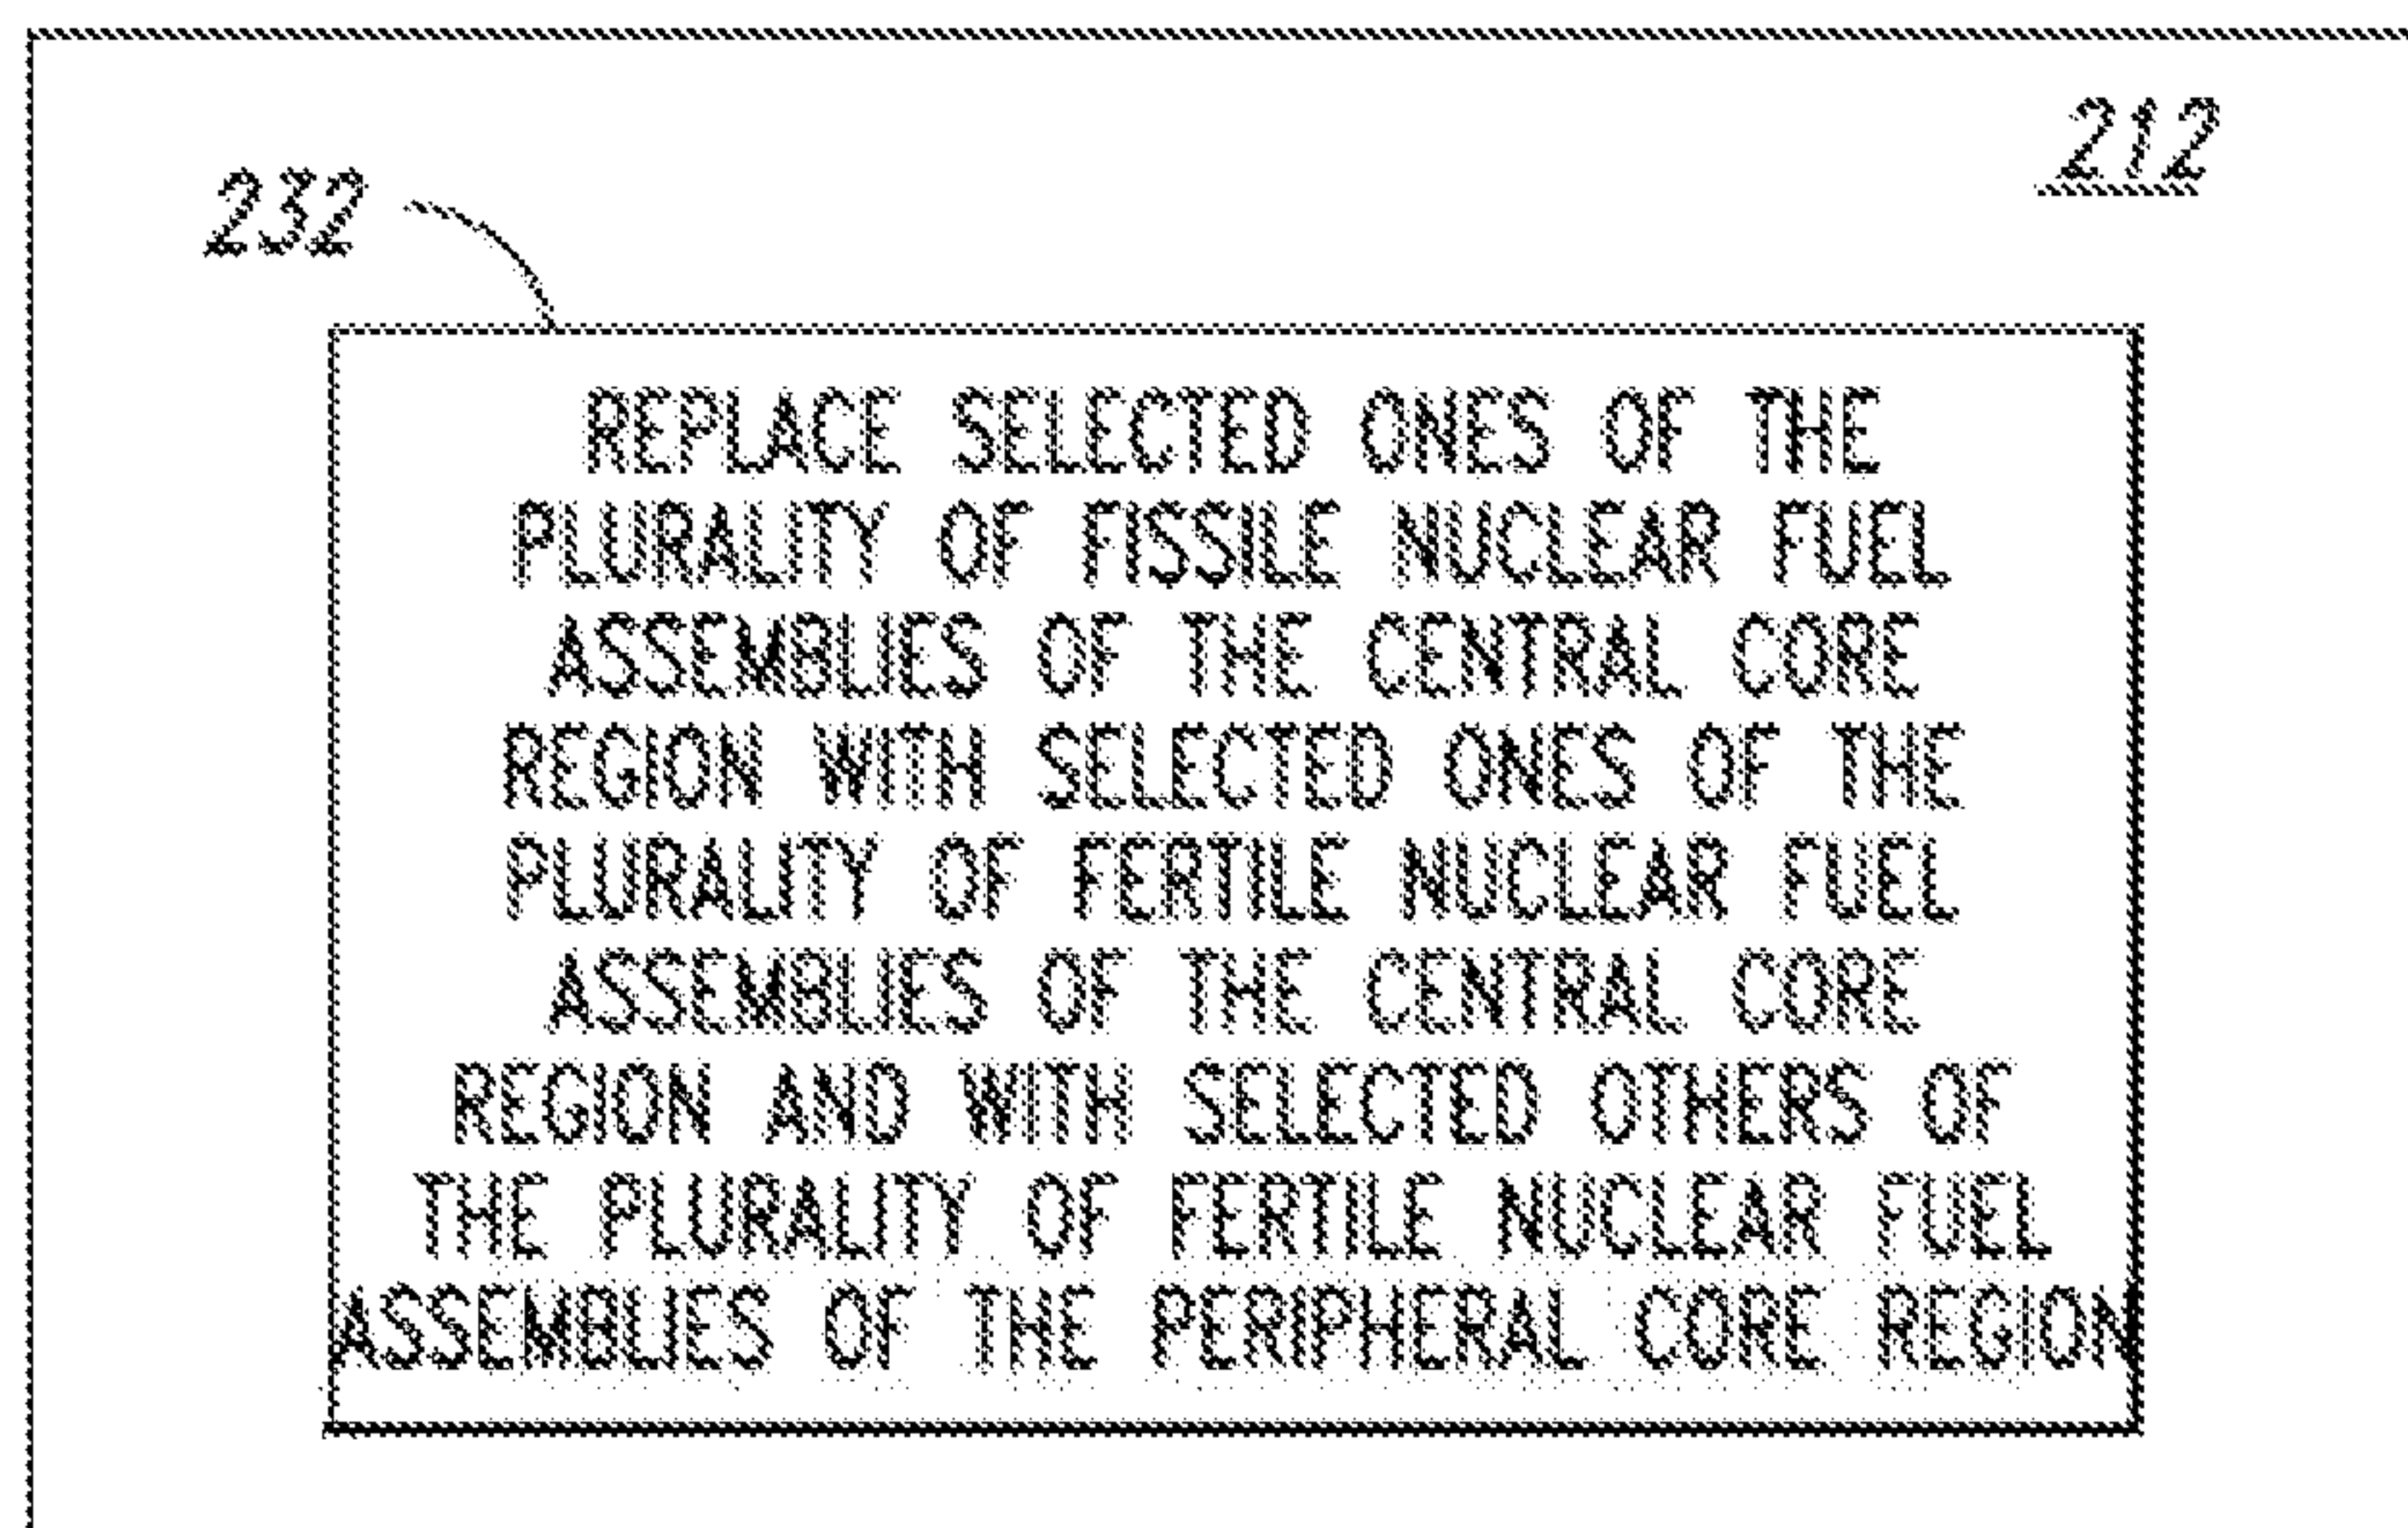 212
232
REPLACE SELECTED ONES OF THE
PLURALITY OF FISSILE NUCLEAR FUEL
ASSEMBLIES OF THE CENTRAL CORE
REGION WITH SELECTED ONES OF THE
PLURALITY OF FERTILE NUCLEAR FUEL
ASSEMBLIES OF THE CENTRAL CORE
REGION AND WITH SELECTED OTHERS OF
THE PLURALITY OF FERTILE NUCLEAR FUEL
ASSEMBLIES OF THE PERIPHERAL CORE REGION